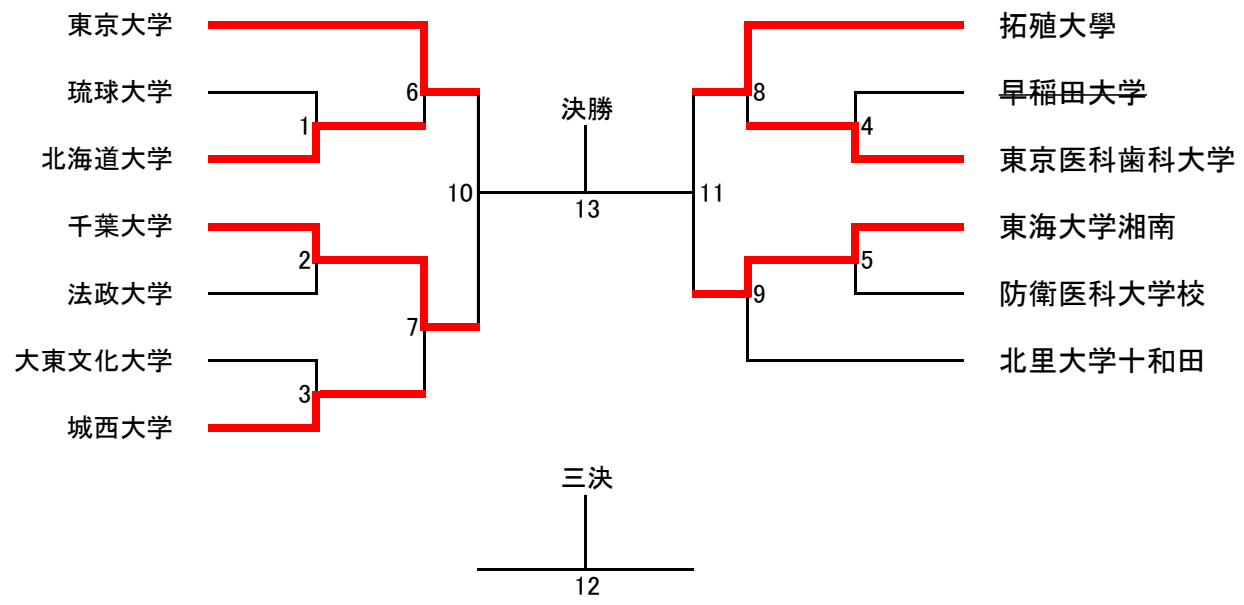 東京大学
琉球大学
北海道大学
千葉大学
法政大学
大東文化大学
城西大学
1
2
3
6
7
10
決勝
13
11
8
9
4
5
拓殖大學
早稲田大学
東京医科歯科大学
東海大学湘南
防衛医科大学校
北里大学十和田
三決
12